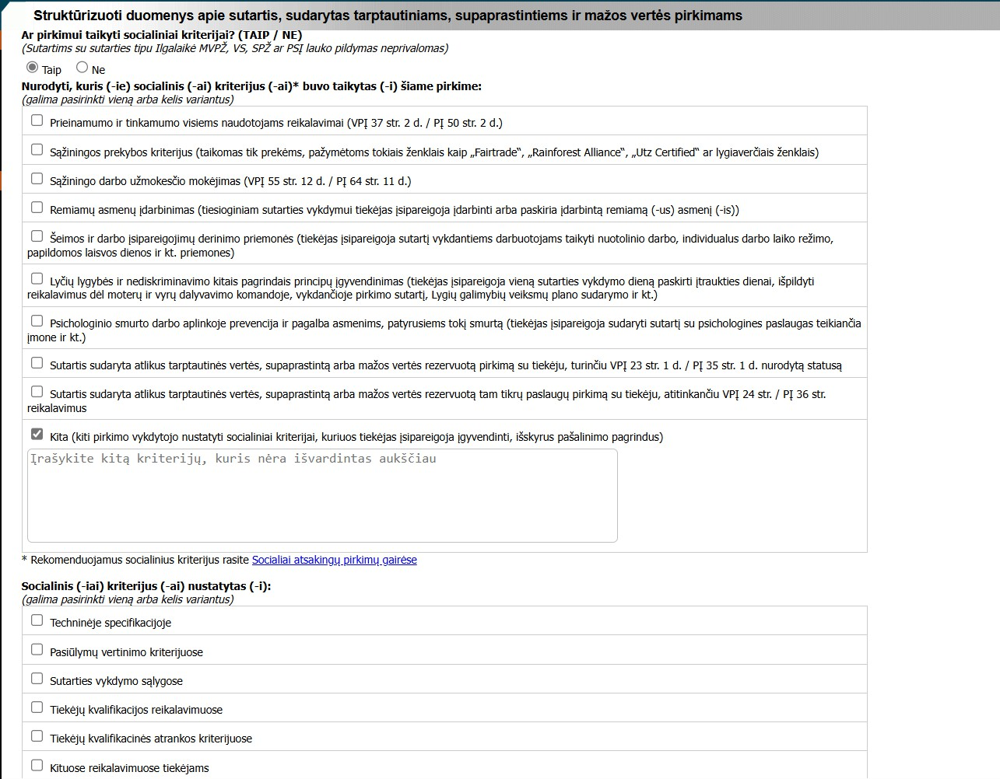 Struktūrizuoti duomenys apie sutartis, sudarytas tarptautiniams, supaprastintiems ir mažos vertės pirkimams
Ar pirkimui taikyti socialiniai kriterijai? (TAIP / NE)
(Sutartims su sutarties tipu Ilgalaikė MVPŽ, VS, SPŽ ar PSĮ lauko pildymas neprivalomas)
Taip Ne
Nurodyti, kuris (-ie) socialinis (-ai) kriterijus (-ai)* buvo taikytas (-i) šiame pirkime:
(galima pasirinkti vieną arba kelis variantus)
Prieinamumo ir tinkamumo visiems naudotojams reikalavimai (VPĮ 37 str. 2 d. / PĮ 50 str. 2 d.)
Sąžiningos prekybos kriterijus (taikomas tik prekėms, pažymėtoms tokiais ženklais kaip „Fairtrade“, „Rainforest Alliance“, „Utz Certified“ ar lygiaverčiais ženklais)
Sąžiningo darbo užmokesčio mokėjimas (VPĮ 55 str. 12 d. / PĮ 64 str. 11 d.)
Remiamų asmenų įdarbinimas (tiesioginiam sutarties vykdymui tiekėjas įsipareigoja įdarbinti arba paskiria įdarbintą remiamą (-us) asmenį (-is))
Šeimos ir darbo įsipareigojimų derinimo priemonės (tiekėjas įsipareigoja sutartį vykdantiems darbuotojams taikyti nuotolinio darbo, individualus darbo laiko režimo,
papildomos laisvos dienos ir kt. priemones)
Lyčių lygybės ir nediskriminavimo kitais pagrindais principų įgyvendinimas (tiekėjas įsipareigoja vieną sutarties vykdymo dieną paskirti įtraukties dienai, išpildyti
reikalavimus dėl moterų ir vyrų dalyvavimo komandoje, vykdančioje pirkimo sutartį, Lygių galimybių veiksmų plano sudarymo ir kt.)
Psichologinio smurto darbo aplinkoje prevencija ir pagalba asmenims, patyrusiems tokį smurtą (tiekėjas įsipareigoja sudaryti sutartį su psichologines paslaugas teikiančia
įmone ir kt.)
Sutartis sudaryta atlikus tarptautinės vertės, supaprastintą arba mažos vertės rezervuotą pirkimą su tiekėju, turinčiu VPĮ 23 str. 1 d. / PĮ 35 str. 1 d. nurodytą statusą
Sutartis sudaryta atlikus tarptautinės vertės, supaprastintą arba mažos vertės rezervuotą tam tikrų paslaugų pirkimą su tiekėju, atitinkančiu VPĮ 24 str. / PĮ 36 str.
reikalavimus
Kita (kiti pirkimo vykdytojo nustatyti socialiniai kriterijai, kuriuos tiekėjas įsipareigoja įgyvendinti, išskyrus pašalinimo pagrindus)
Įrašykite kitą kriterijų, kuris nėra išvardintas aukščiau
* Rekomenduojamus socialinius kriterijus rasite Socialiai atsakingų pirkimų gairėse
Socialinis (-iai) kriterijus (-ai) nustatytas (-i):
(galima pasirinkti vieną arba kelis variantus)
Techninėje specifikacijoje
Pasiūlymų vertinimo kriterijuose
Sutarties vykdymo sąlygose
Tiekėjų kvalifikacijos reikalavimuose
Tiekėjų kvalifikacinės atrankos kriterijuose
Kituose reikalavimuose tiekėjams